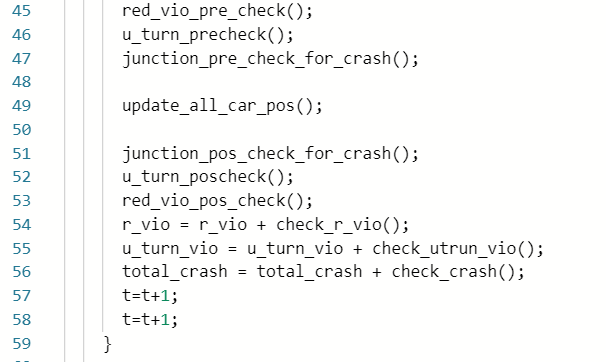 45 red_vio_pre_check();
46 u_turn_precheck();
47 junction_pre_check_for_crash();
48
49 update_all_car_pos();
50
51 junction_pos_check_for_crash();
52 u_turn_poscheck();
53 red_vio_pos_check();
54 r_vio = r_vio + check_r_vio();
55 u_turn_vio = u_turn_vio + check_utrun_vio();
56 total_crash = total_crash + check_crash();
57 t=t+1;
58 t=t+1;
59 }